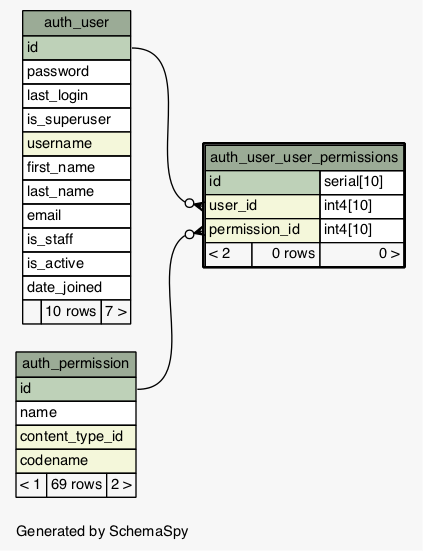 auth_user
id
password
last_login
is_superuser
username
first_name
last_name
email
is_staff
is_active
date_joined
10 rows 7 >
auth_user_user_permissions
id serial[10]
user_id int4[10]
permission_id int4[10]
< 2 0 rows 0 >
auth_permission
id
name
content_type_id
codename
< 1 69 rows 2 >
Generated by SchemaSpy